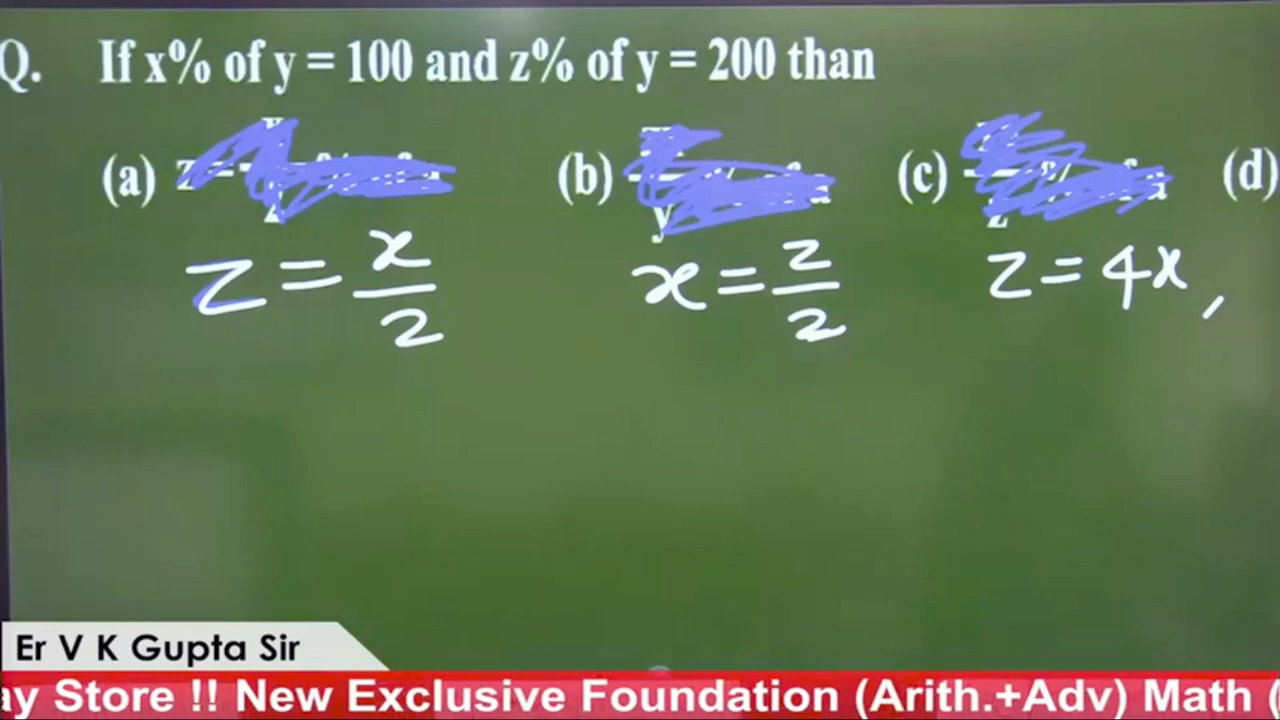 Q. If x% of y = 100 and z% of y = 200 than
(a) (b) (c) (d)
z = x/2 x = z/2 z = 4x,
Er V K Gupta Sir
ay Store !! New Exclusive Foundation (Arith.+Adv) Math (